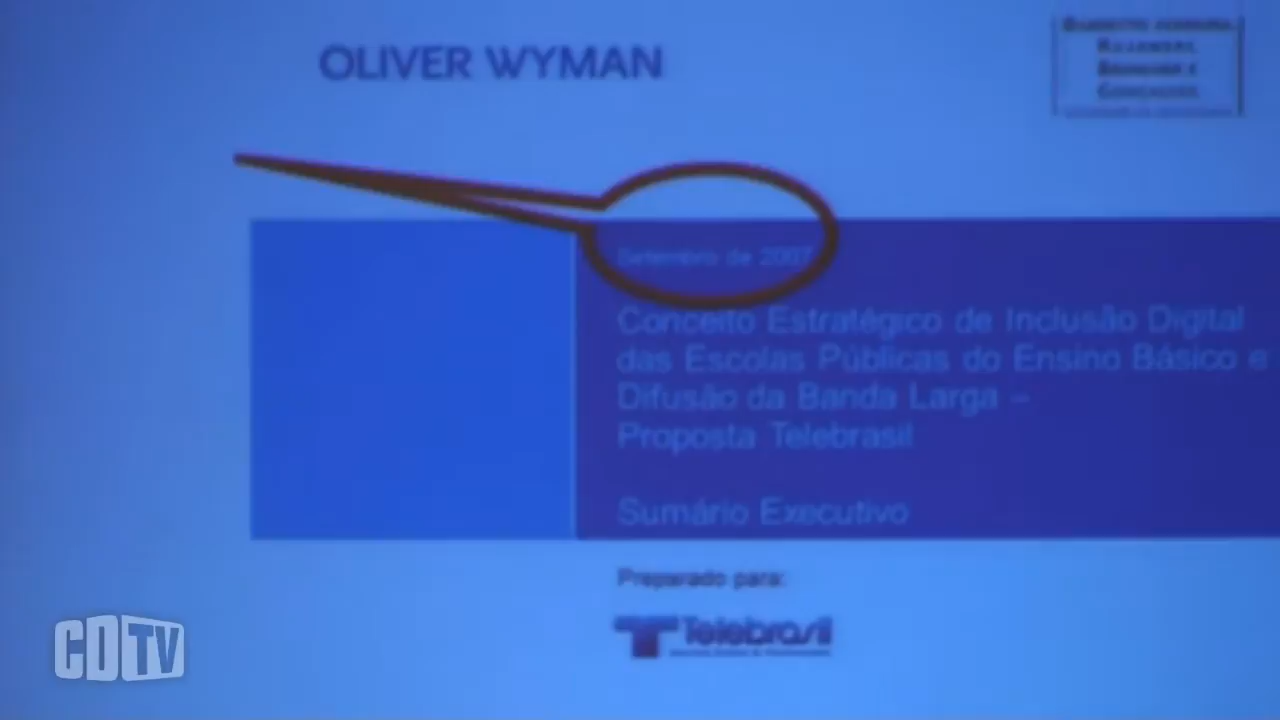 OLIVER WYMAN
Setembro de 2007
Conceito Estratégico de Inclusão Digital
das Escolas Públicas do Ensino Básico e
Difusão da Banda Larga –
Proposta Telebrasil
Sumário Executivo
Preparado para:
Telebrasil
CDTV